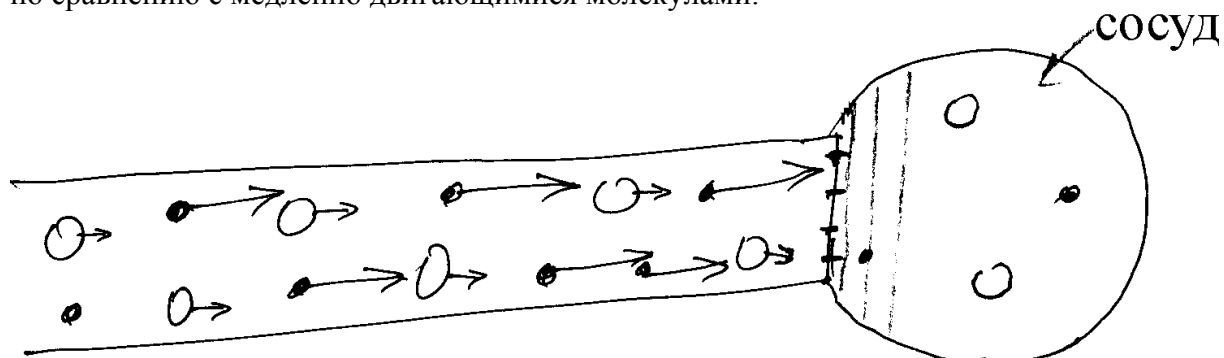 по сравнению с медленно двигающимися молекулами.
сосуд